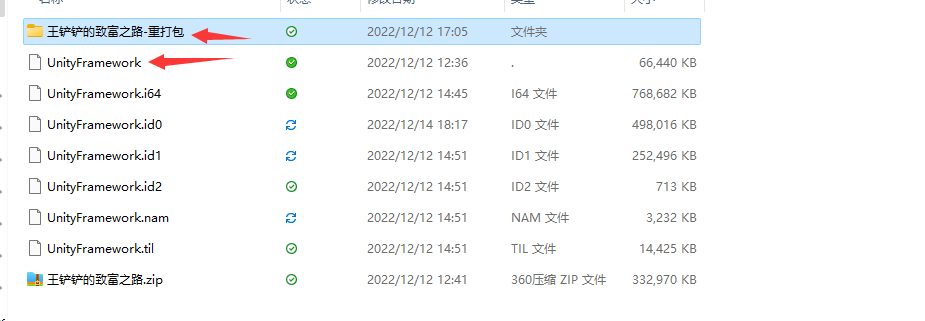 名称 状态 修改日期 类型 大小
王铲铲的致富之路-重打包 2022/12/12 17:05 文件夹
UnityFramework 2022/12/12 12:36 . 66,440 KB
UnityFramework.i64 2022/12/12 14:45 I64 文件 768,682 KB
UnityFramework.id0 2022/12/14 18:17 ID0 文件 498,016 KB
UnityFramework.id1 2022/12/12 14:51 ID1 文件 252,496 KB
UnityFramework.id2 2022/12/12 14:51 ID2 文件 713 KB
UnityFramework.nam 2022/12/12 14:51 NAM 文件 3,232 KB
UnityFramework.til 2022/12/12 14:51 TIL 文件 14,425 KB
王铲铲的致富之路.zip 2022/12/12 12:41 360压缩 ZIP 文件 332,970 KB